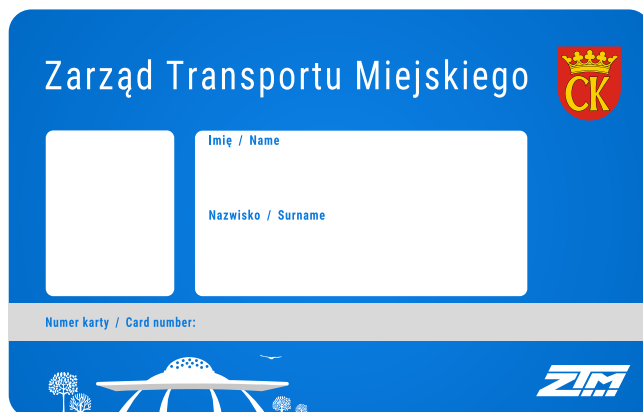 Zarząd Transportu Miejskiego
CK
Imię / Name
Nazwisko / Surname
Numer karty / Card number:
ZTM